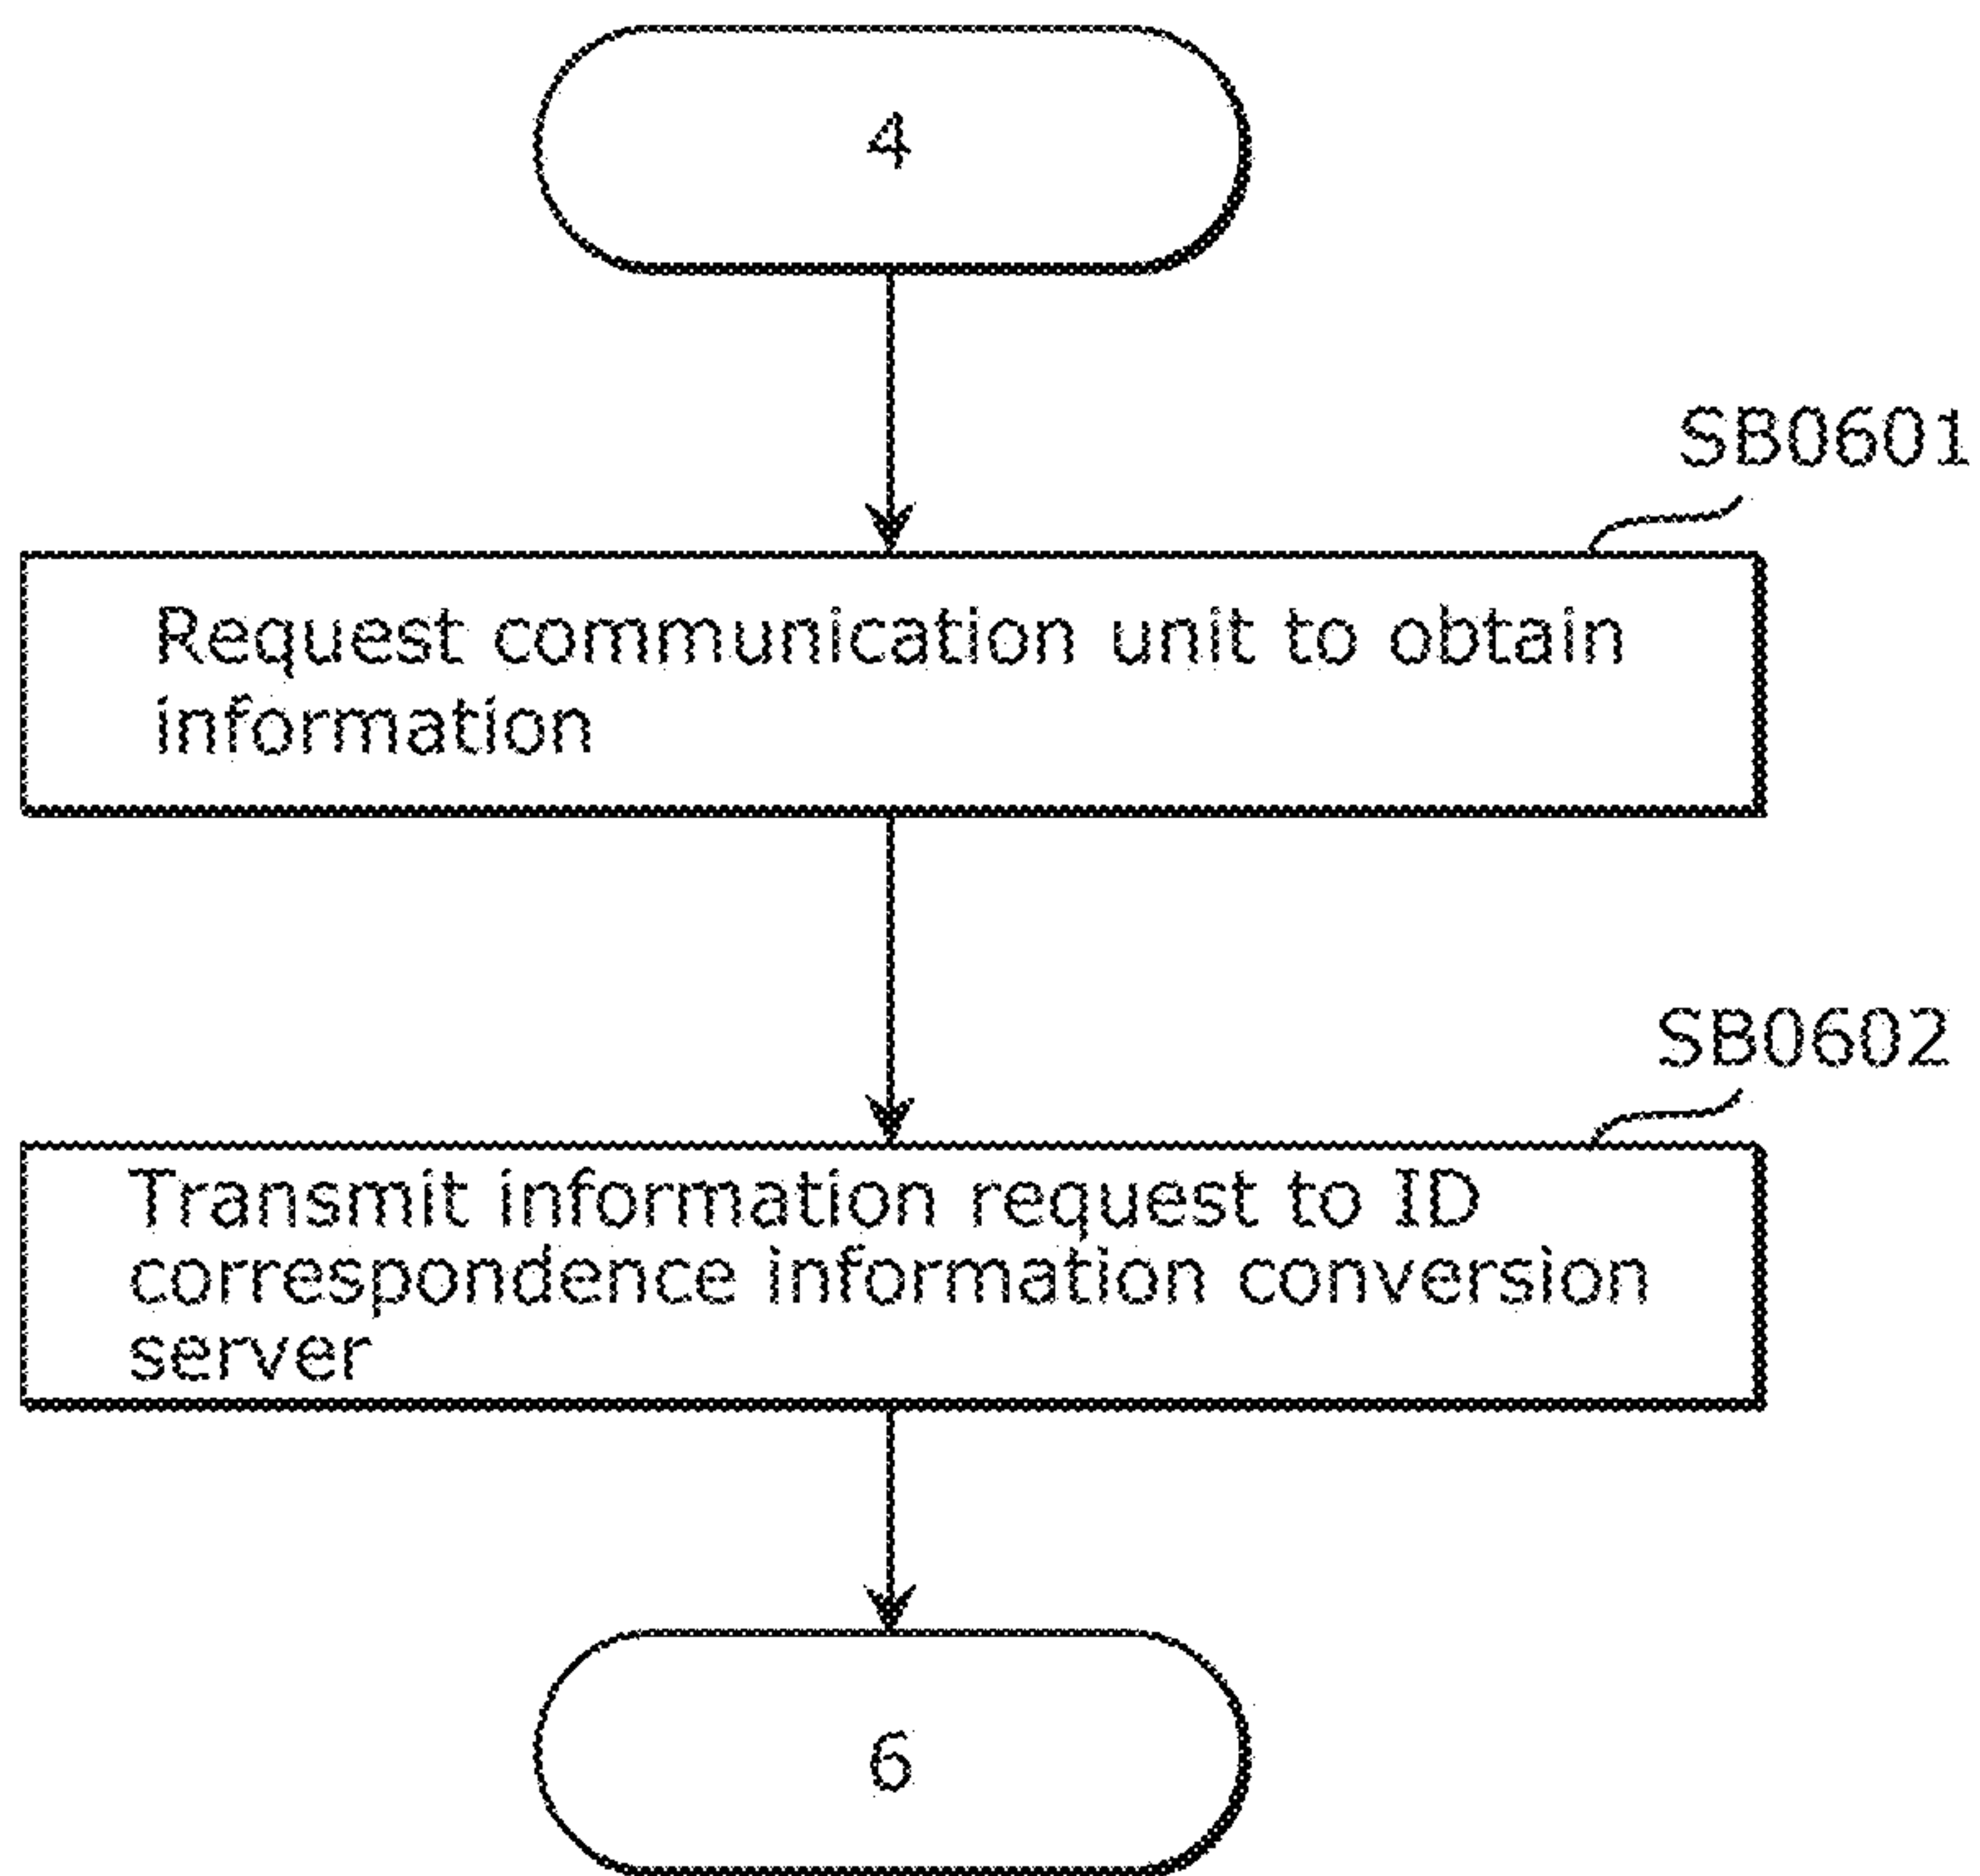 4
SB0601
Request communication unit to obtain
information
SB0602
Transmit information request to ID
correspondence information conversion
server
6